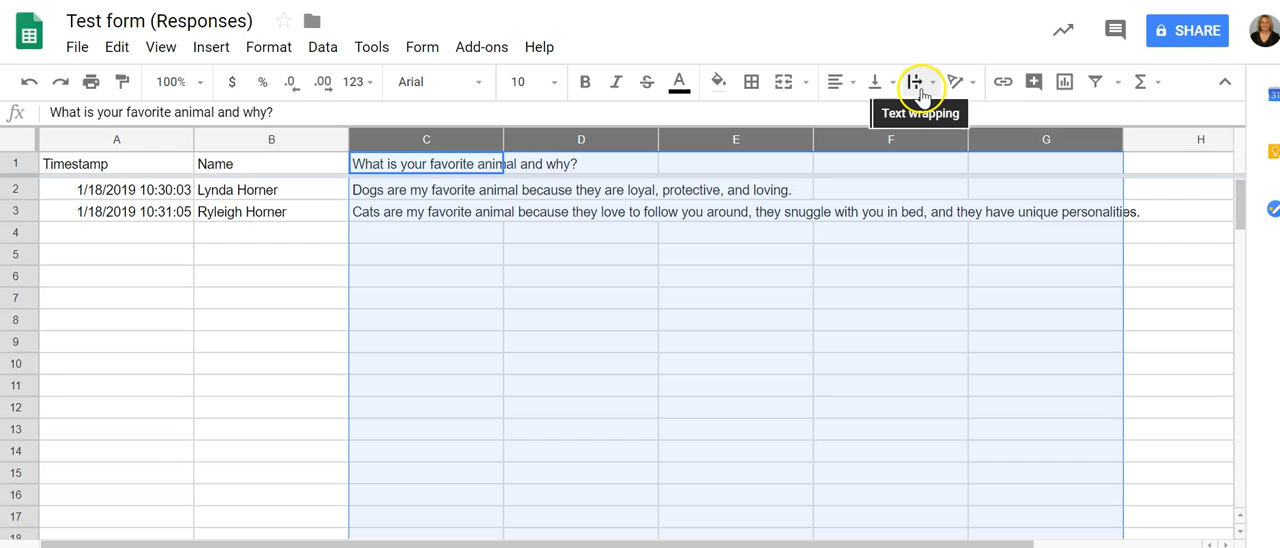 Test form (Responses)
File Edit View Insert Format Data Tools Form Add-ons Help
SHARE
100% $ % .0 .00 123 Arial 10 B I S A Σ
Text wrapping
fx What is your favorite animal and why?
A B C D E F G H
1 Timestamp Name What is your favorite animal and why?
2 1/18/2019 10:30:03 Lynda Horner Dogs are my favorite animal because they are loyal, protective, and loving.
3 1/18/2019 10:31:05 Ryleigh Horner Cats are my favorite animal because they love to follow you around, they snuggle with you in bed, and they have unique personalities.
4
5
6
7
8
9
10
11
12
13
14
15
16
17
18
31